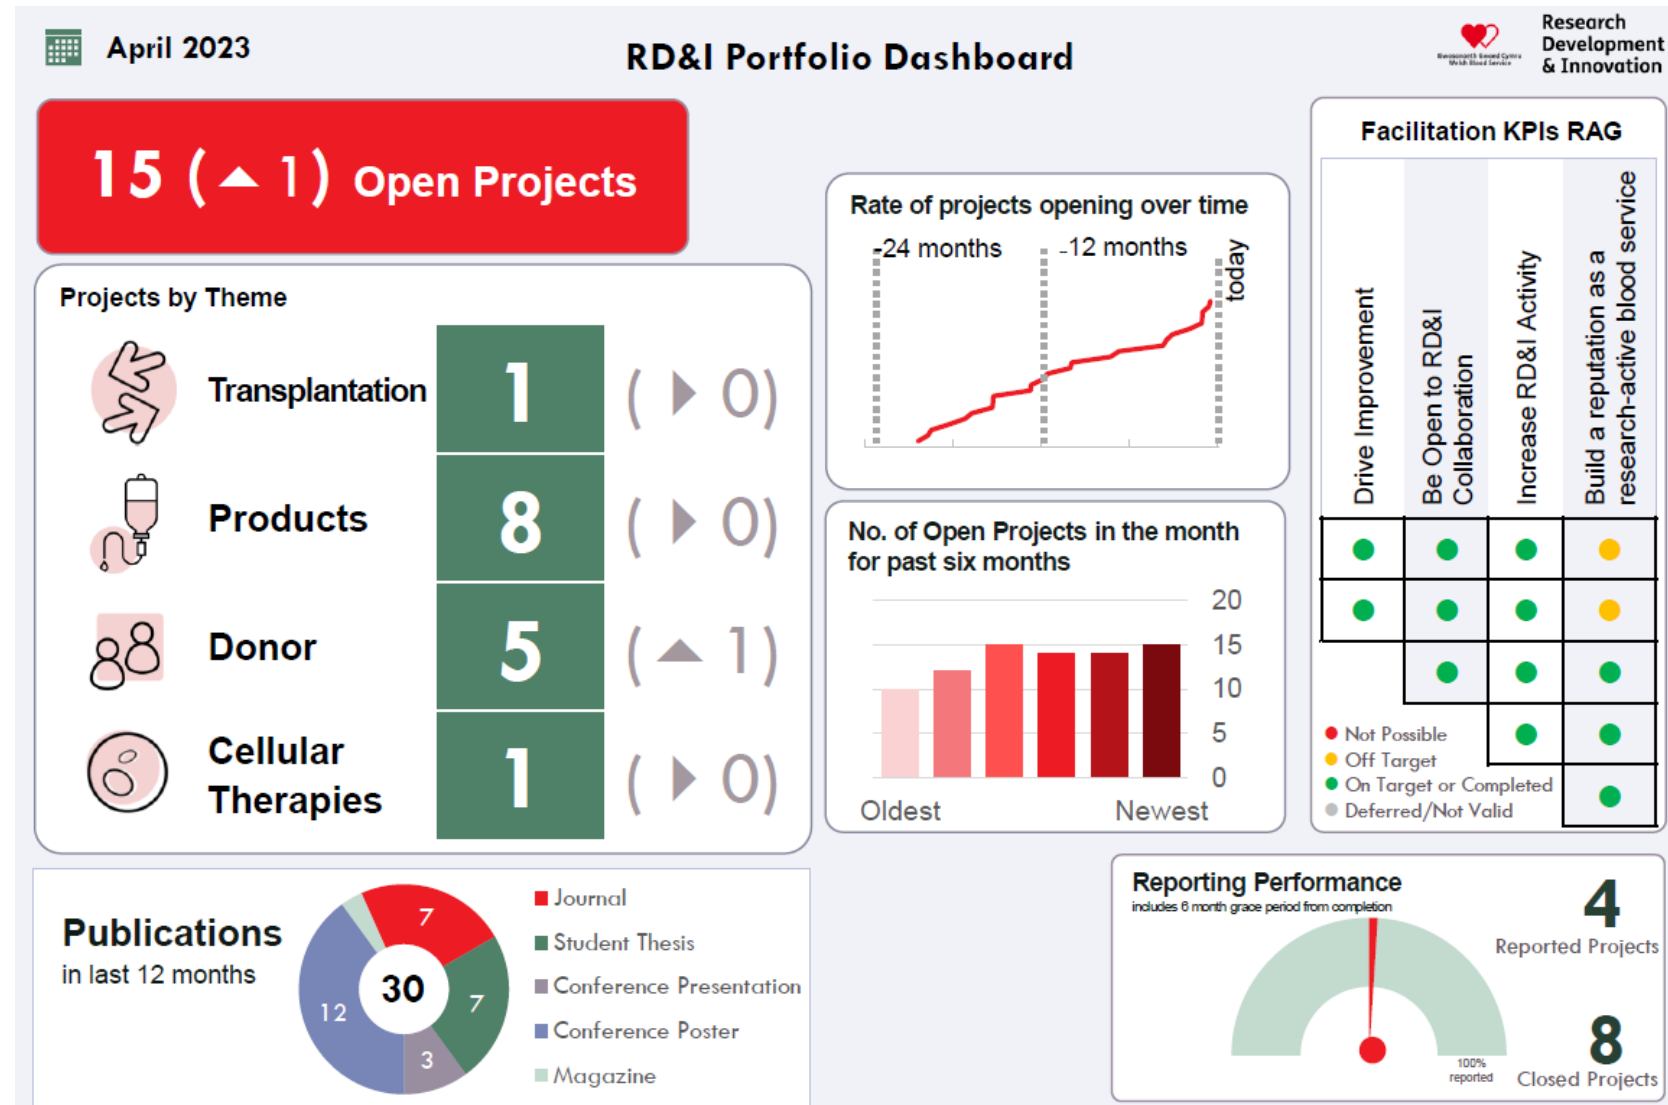 April 2023
RD&I Portfolio Dashboard
Gwasanaeth Gwaed Cymru
Welsh Blood Service
Research
Development
& Innovation
15 (▲ 1) Open Projects
Projects by Theme
Transplantation 1 (▶ 0)
Products 8 (▶ 0)
Donor 5 (▲ 1)
Cellular
Therapies 1 (▶ 0)
Rate of projects opening over time
-24 months
-12 months
today
No. of Open Projects in the month
for past six months
20
15
10
5
0
Oldest
Newest
Facilitation KPIs RAG
Drive Improvement
Be Open to RD&I
Collaboration
Increase RD&I Activity
Build a reputation as a
research-active blood service
Not Possible
Off Target
On Target or Completed
Deferred/Not Valid
Publications
in last 12 months
7
7
3
12
30
Journal
Student Thesis
Conference Presentation
Conference Poster
Magazine
Reporting Performance
includes 6 month grace period from completion
100%
reported
4
Reported Projects
8
Closed Projects